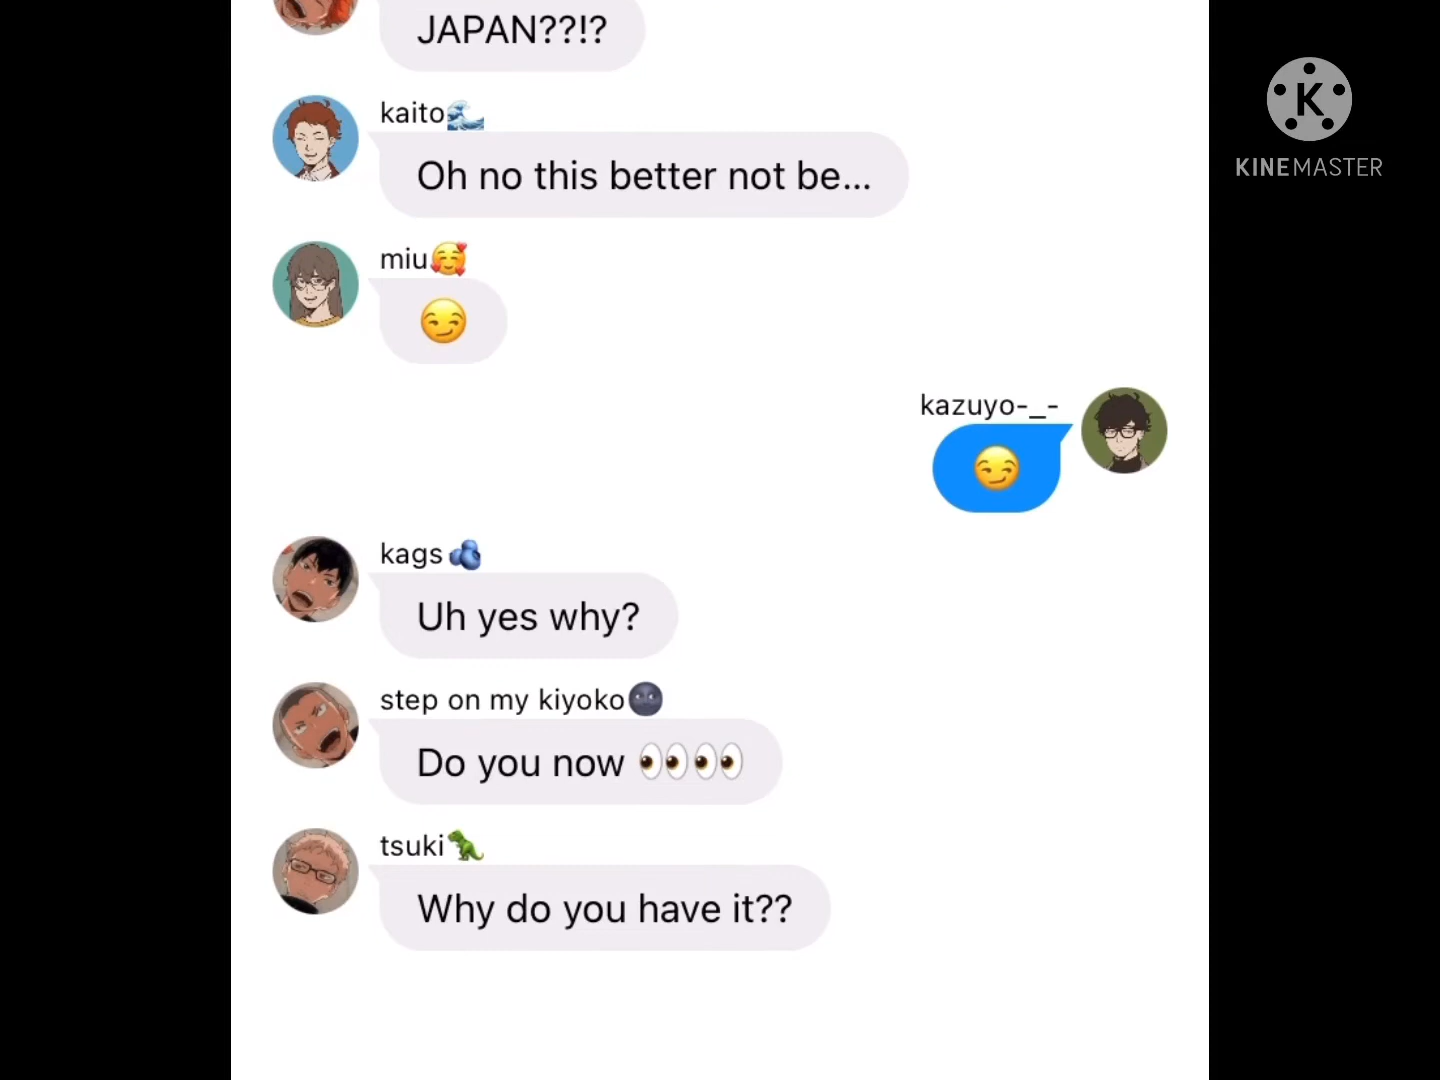 JAPAN??!?
kaito🌊
Oh no this better not be...
miu🥰
😏
kazuyo-_-
😏
kags🫐
Uh yes why?
step on my kiyoko🌚
Do you now 👀👀
tsuki🦖
Why do you have it??
K
KINEMASTER